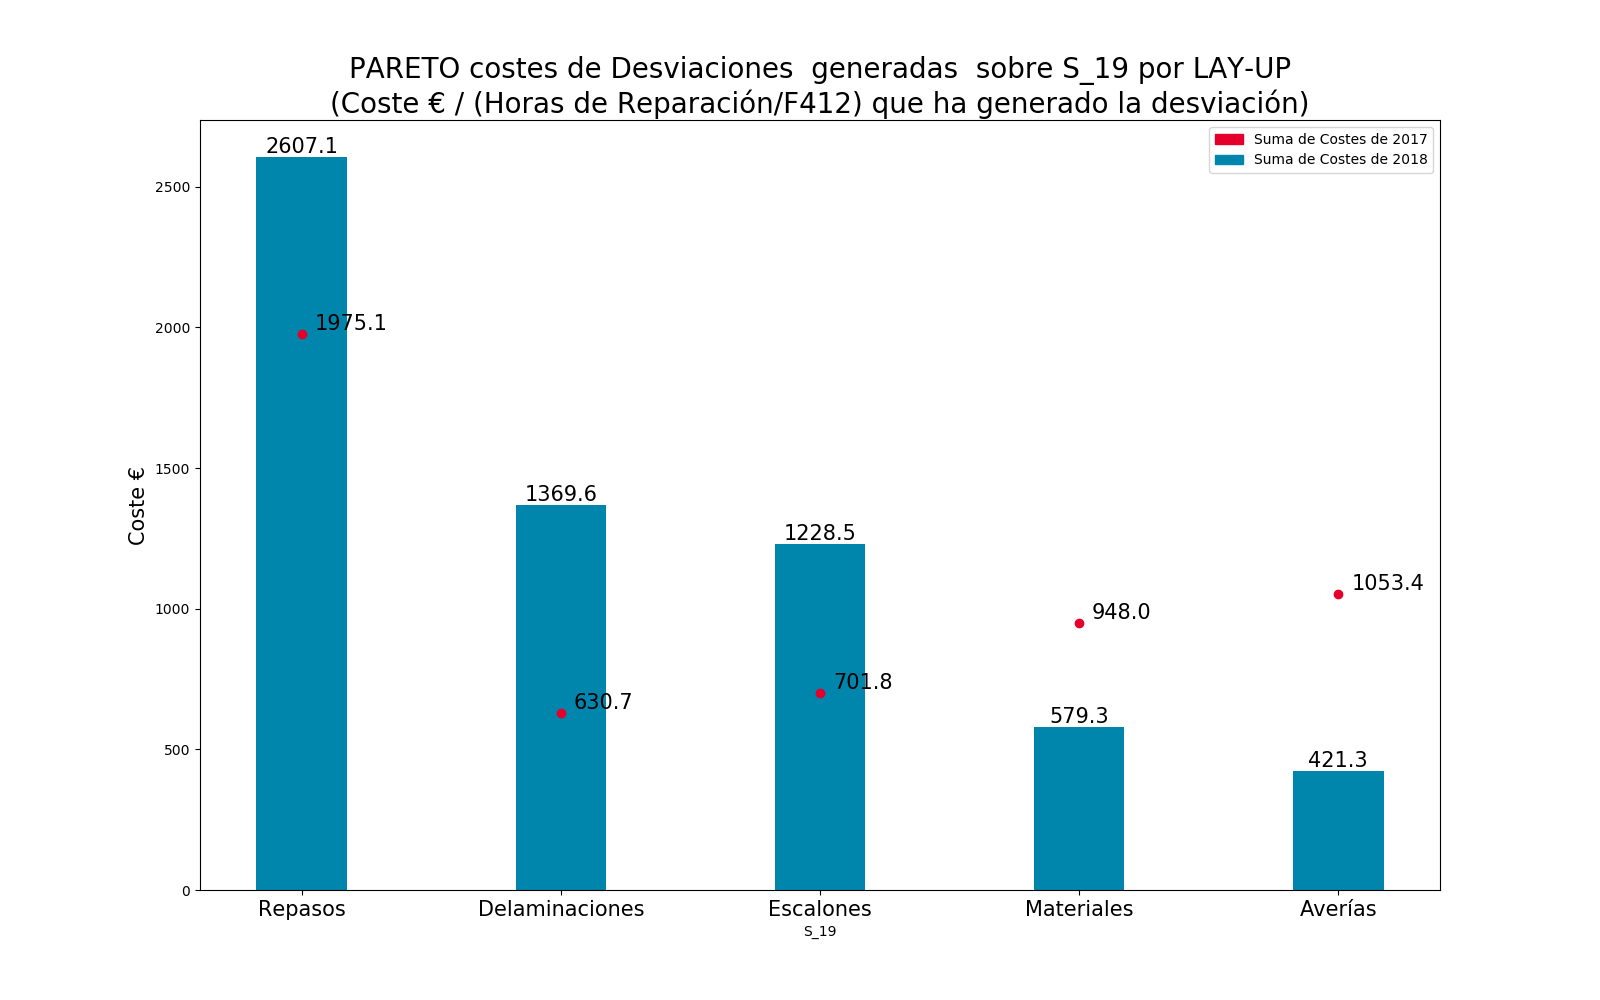 PARETO costes de Desviaciones  generadas  sobre S_19 por LAY-UP
(Coste € / (Horas de Reparación/F412) que ha generado la desviación)
Suma de Costes de 2017
Suma de Costes de 2018
Coste €
2500
2000
1500
1000
500
0
2607.1
1975.1
1369.6
630.7
1228.5
701.8
948.0
579.3
1053.4
421.3
Repasos
Delaminaciones
Escalones
Materiales
Averías
S_19